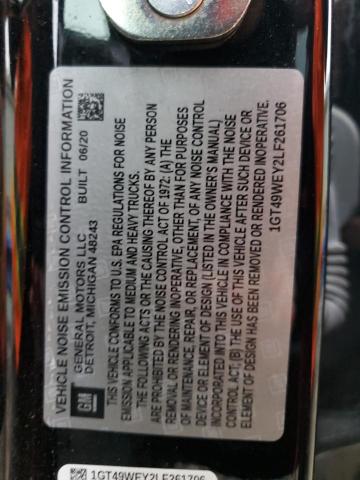 VEHICLE NOISE EMISSION CONTROL INFORMATION
GM
GENERAL MOTORS LLC
DETROIT, MICHIGAN 48243
BUILT 06/20
THIS VEHICLE CONFORMS TO U.S. EPA REGULATIONS FOR NOISE
EMISSION APPLICABLE TO MEDIUM AND HEAVY TRUCKS.
THE FOLLOWING ACTS OR THE CAUSING THEREOF BY ANY PERSON
ARE PROHIBITED BY THE NOISE CONTROL ACT OF 1972: (A) THE
REMOVAL OR RENDERING INOPERATIVE, OTHER THAN FOR PURPOSES
OF MAINTENANCE, REPAIR, OR REPLACEMENT, OF ANY NOISE CONTROL
DEVICE OR ELEMENT OF DESIGN (LISTED IN THE OWNER'S MANUAL)
INCORPORATED INTO THIS VEHICLE IN COMPLIANCE WITH THE NOISE
CONTROL ACT, (B) THE USE OF THIS VEHICLE AFTER SUCH DEVICE OR
ELEMENT OF DESIGN HAS BEEN REMOVED OR RENDERED INOPERATIVE.
1GT49WEY2LF261706
1GT49WEY2LF261706